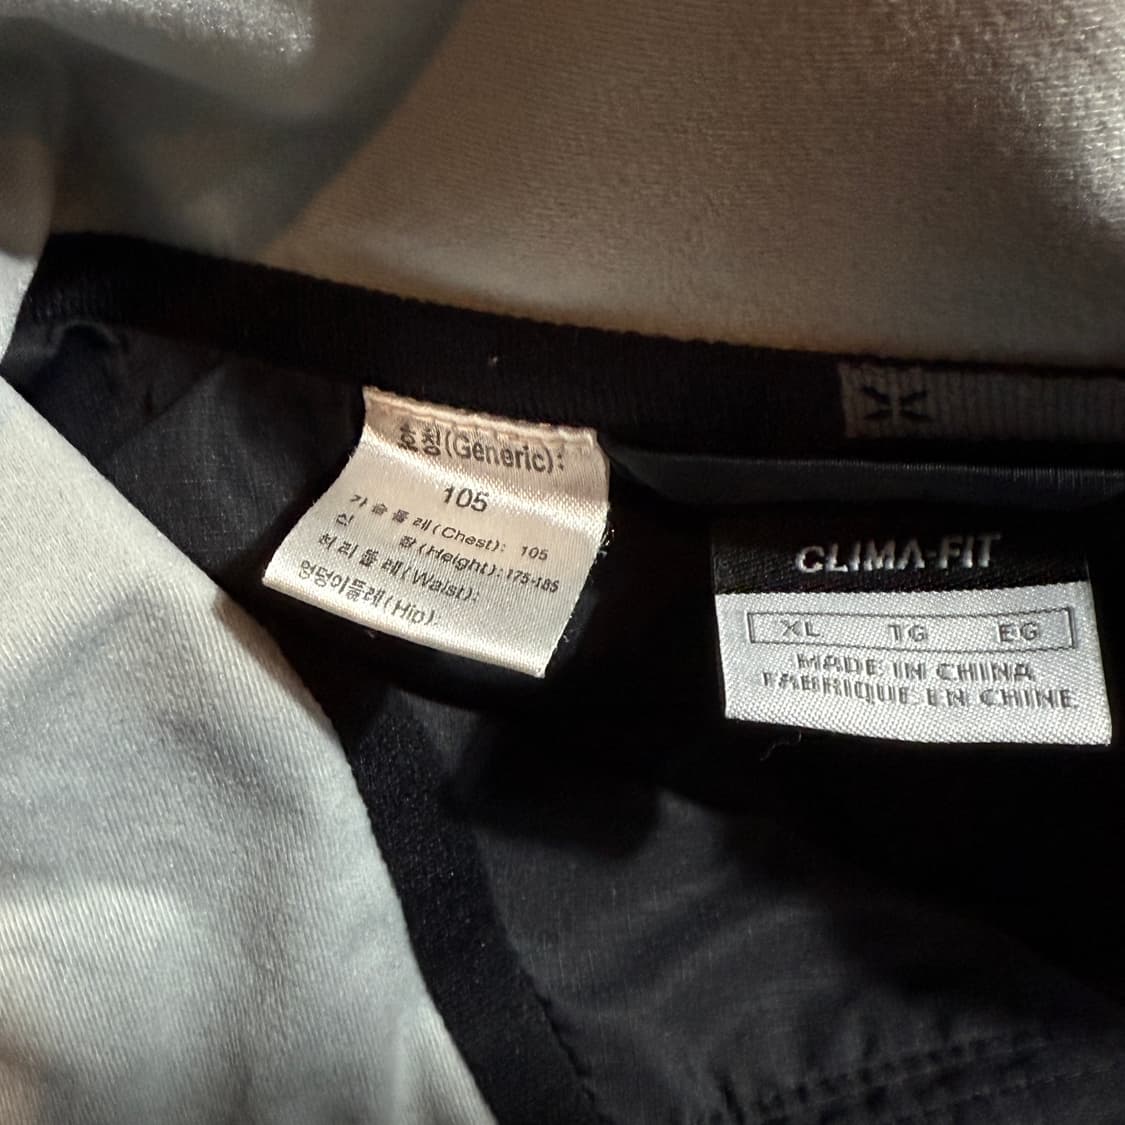 호칭(Generic):
105
가슴둘레(Chest): 105
신 장(Height): 175-185
허리둘레(Waist):
엉덩이둘레(Hip):
CLIMA-FIT
XL TG EG
MADE IN CHINA
FABRIQUE EN CHINE